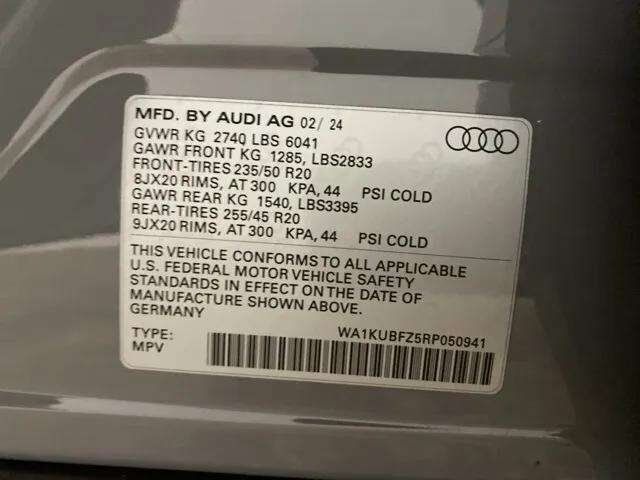 MFD. BY AUDI AG 02/ 24
GVWR KG 2740 LBS 6041
GAWR FRONT KG 1285, LBS2833
FRONT-TIRES 235/50 R20
8JX20 RIMS, AT 300 KPA, 44 PSI COLD
GAWR REAR KG 1540, LBS3395
REAR-TIRES 255/45 R20
9JX20 RIMS, AT 300 KPA, 44 PSI COLD
THIS VEHICLE CONFORMS TO ALL APPLICABLE
U.S. FEDERAL MOTOR VEHICLE SAFETY
STANDARDS IN EFFECT ON THE DATE OF
MANUFACTURE SHOWN ABOVE.
GERMANY
WA1KUBFZ5RP050941
TYPE:
MPV